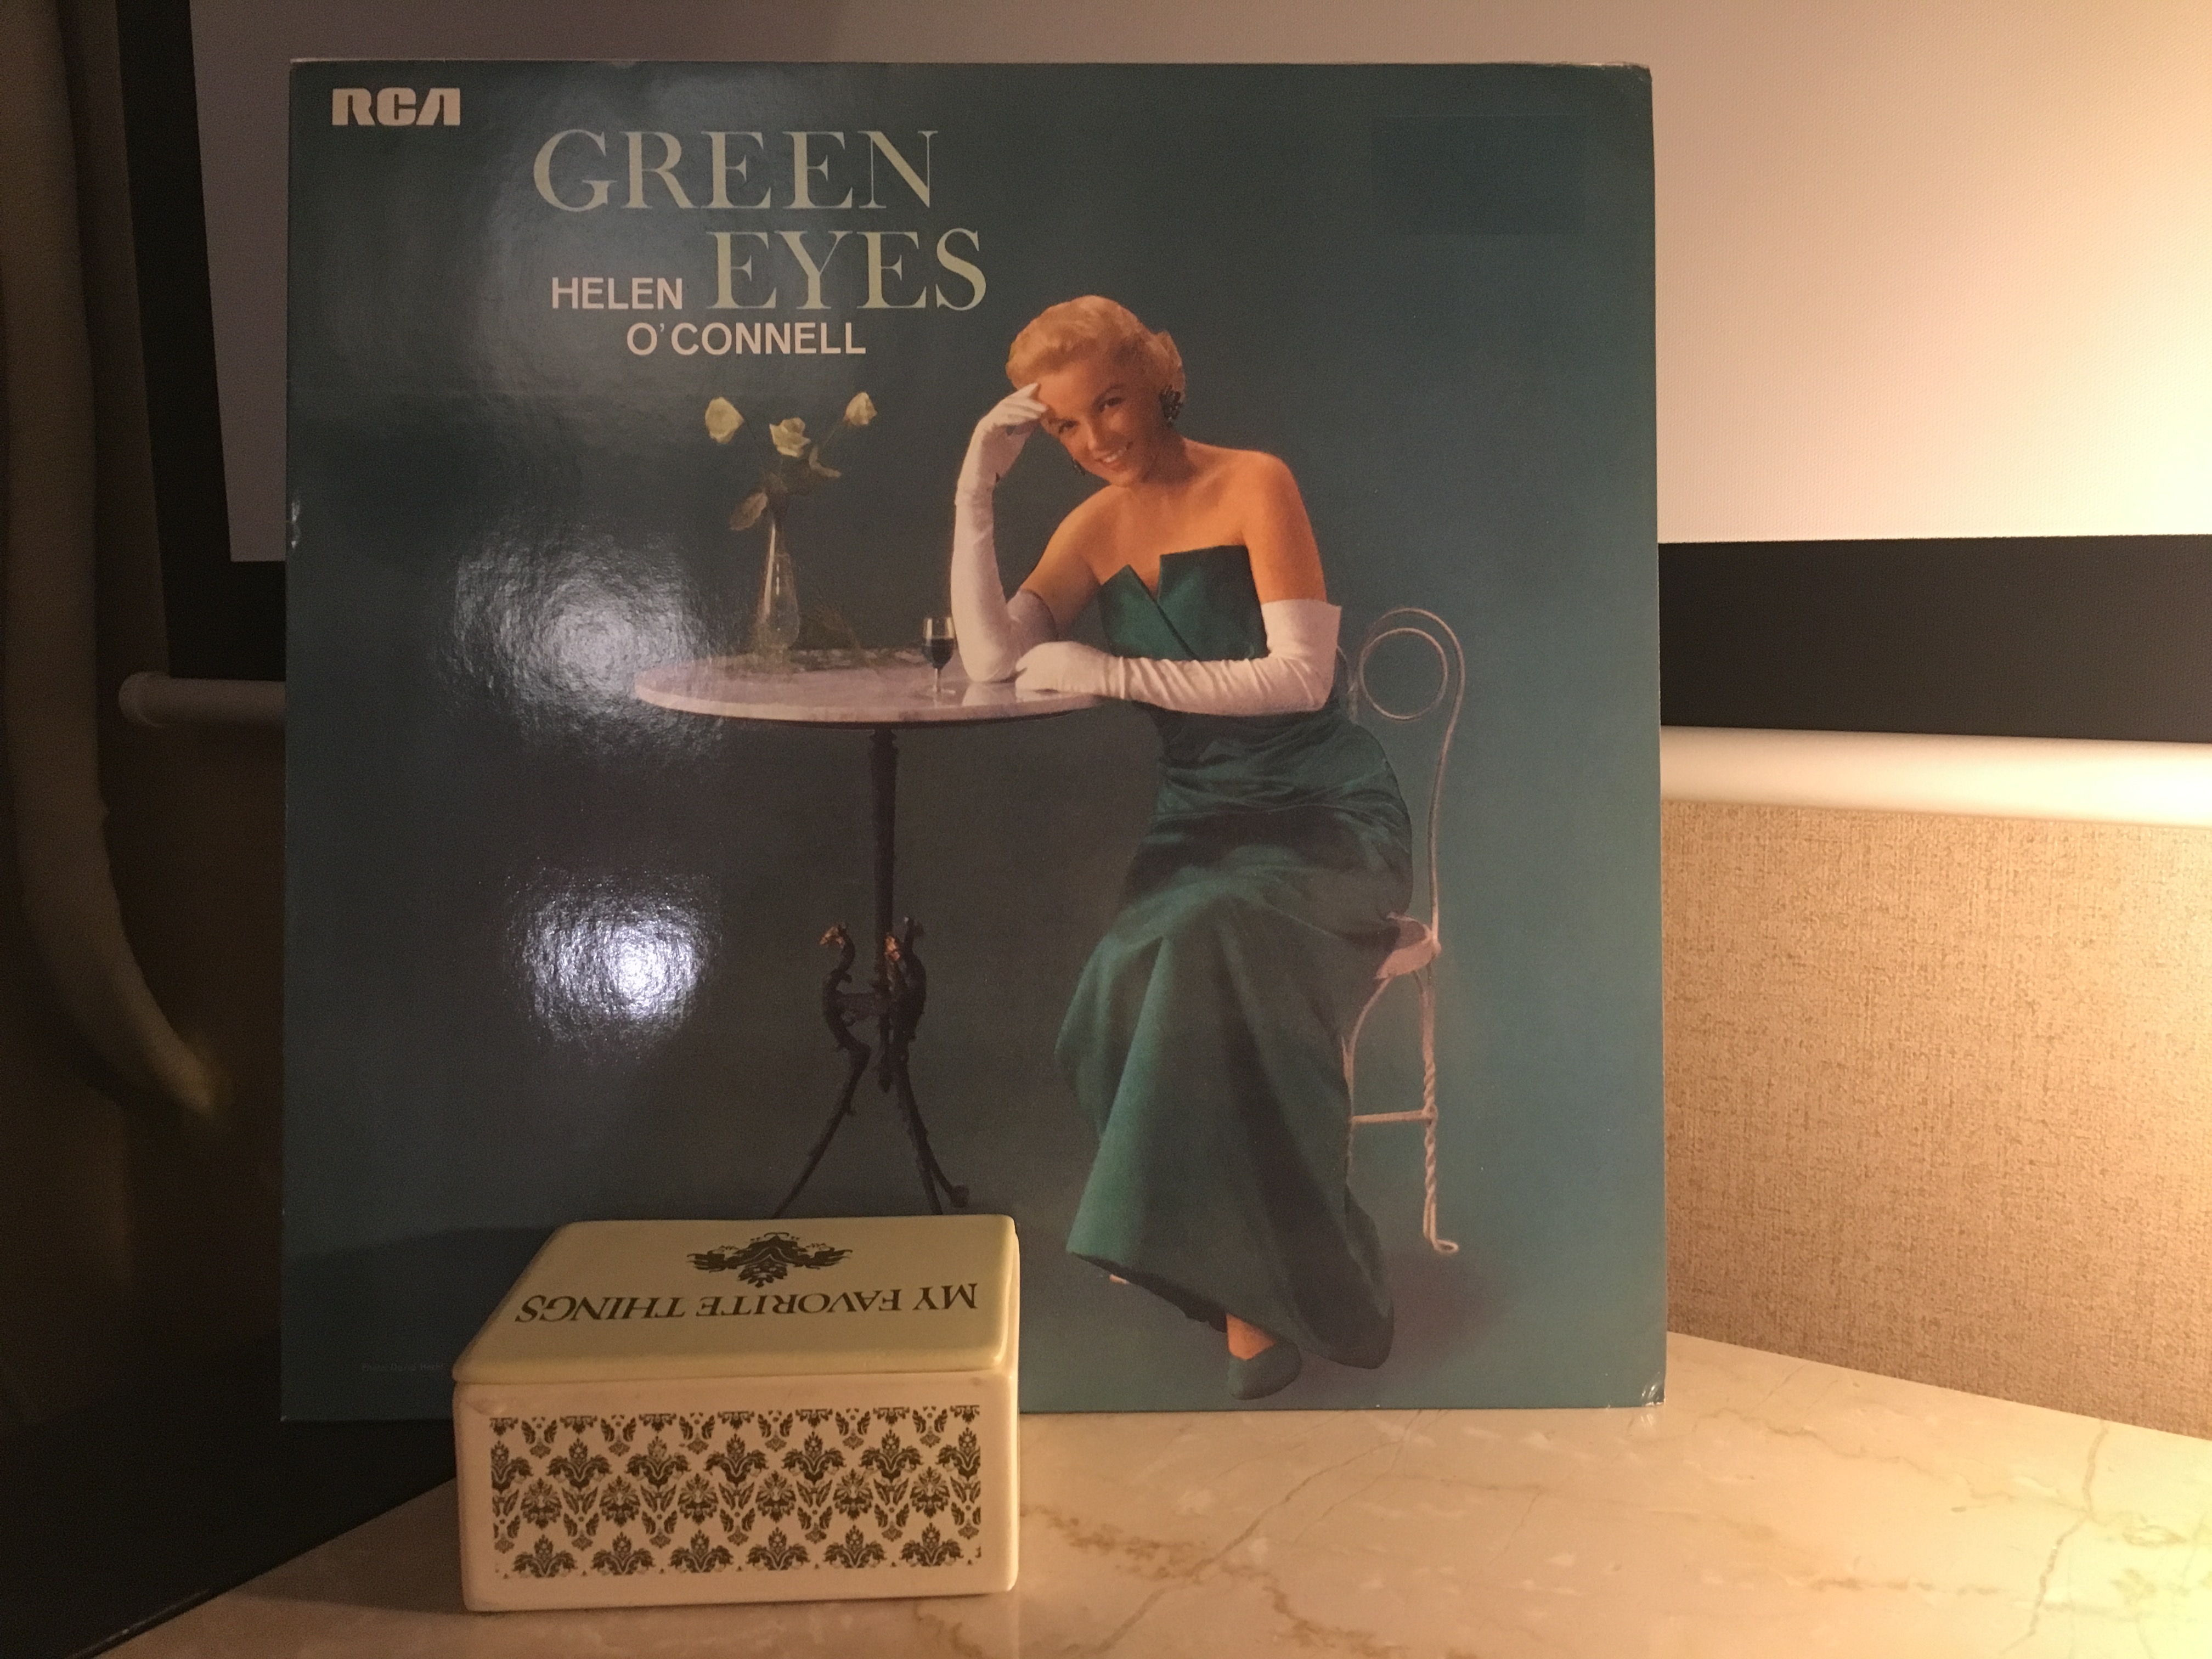 RCA
GREEN
EYES
HELEN
O'CONNELL
MY FAVORITE THINGS